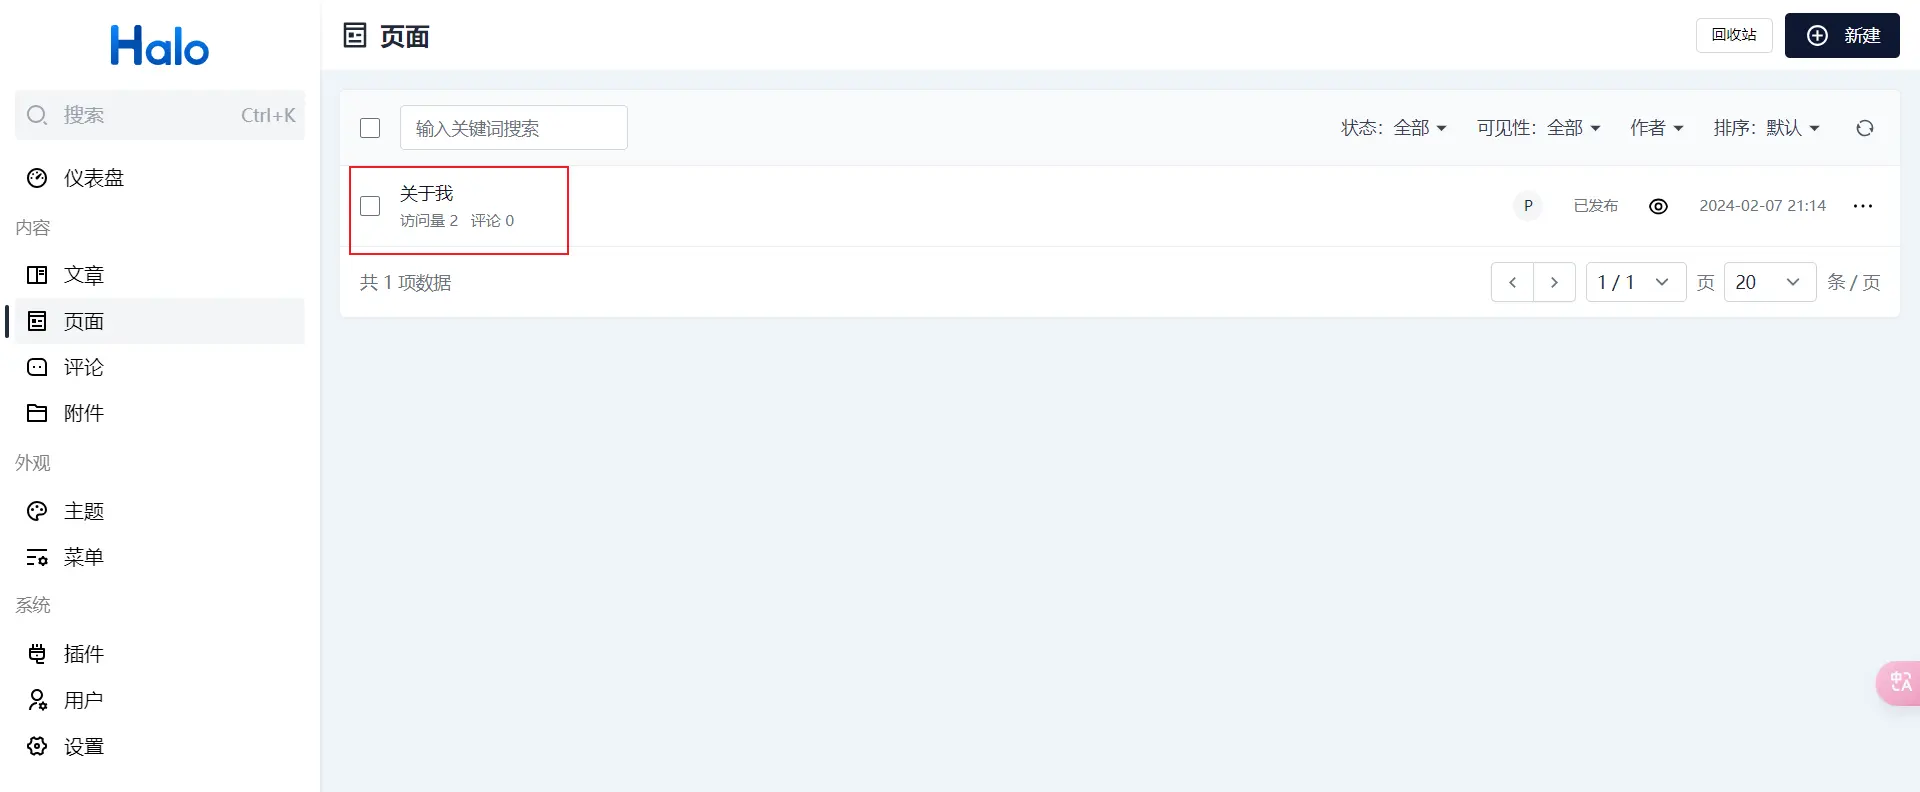 Halo
搜索 Ctrl+K
仪表盘
内容
文章
页面
评论
附件
外观
主题
菜单
系统
插件
用户
设置
页面
回收站
新建
输入关键词搜索
状态：全部
可见性：全部
作者
排序：默认
关于我
访问量 2 评论 0
P
已发布
2024-02-07 21:14
共 1 项数据
1 / 1
页
20
条 / 页
中A